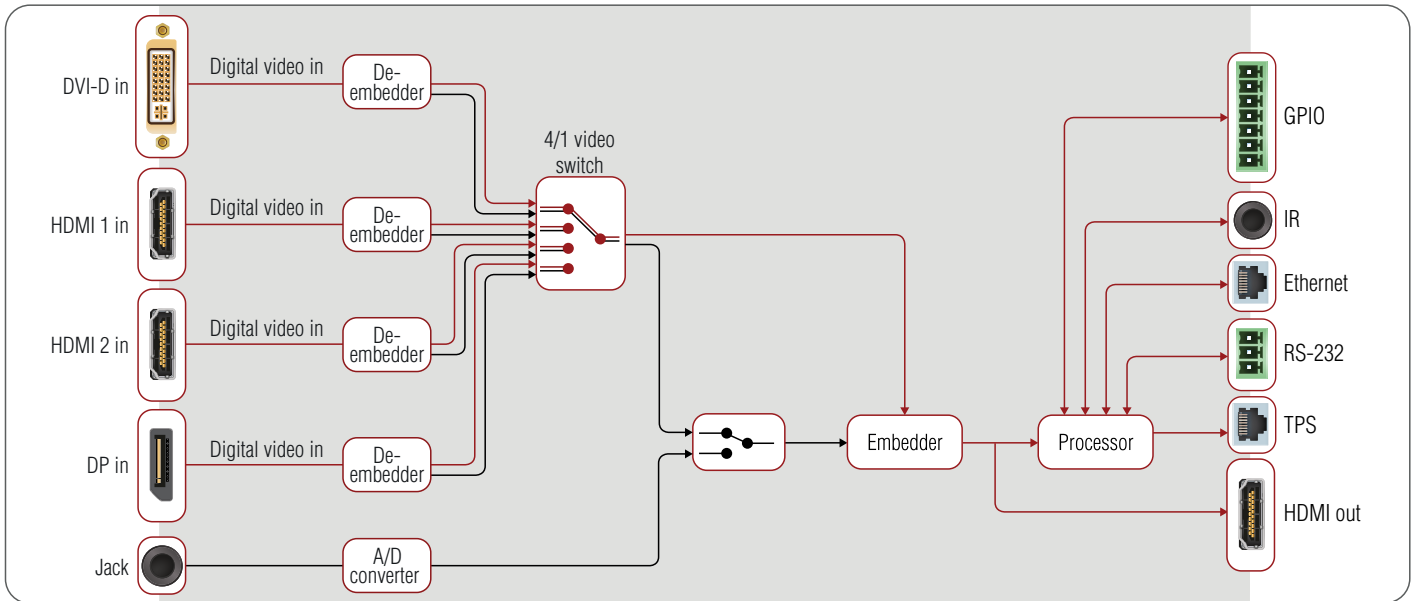 DVI-D in
Digital video in
De-
embedder
4/1 video
switch
HDMI 1 in
Digital video in
De-
embedder
HDMI 2 in
Digital video in
De-
embedder
DP in
Digital video in
De-
embedder
Jack
A/D
converter
Embedder
Processor
GPIO
IR
Ethernet
RS-232
TPS
HDMI out